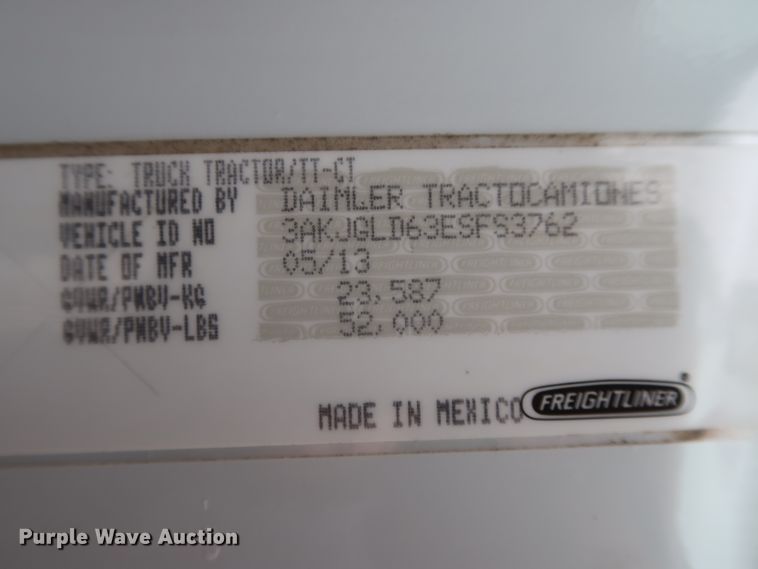 TYPE: TRUCK TRACTOR/TT-CT
MANUFACTURED BY DAIMLER TRACTOCAMIONES
VEHICLE ID NO 3AKJGLD63ESFS3762
DATE OF MFR 05/13
GVWR/PNBV-KG 23,587
GVWR/PNBV-LBS 52,000
MADE IN MEXICO FREIGHTLINER
Purple Wave Auction